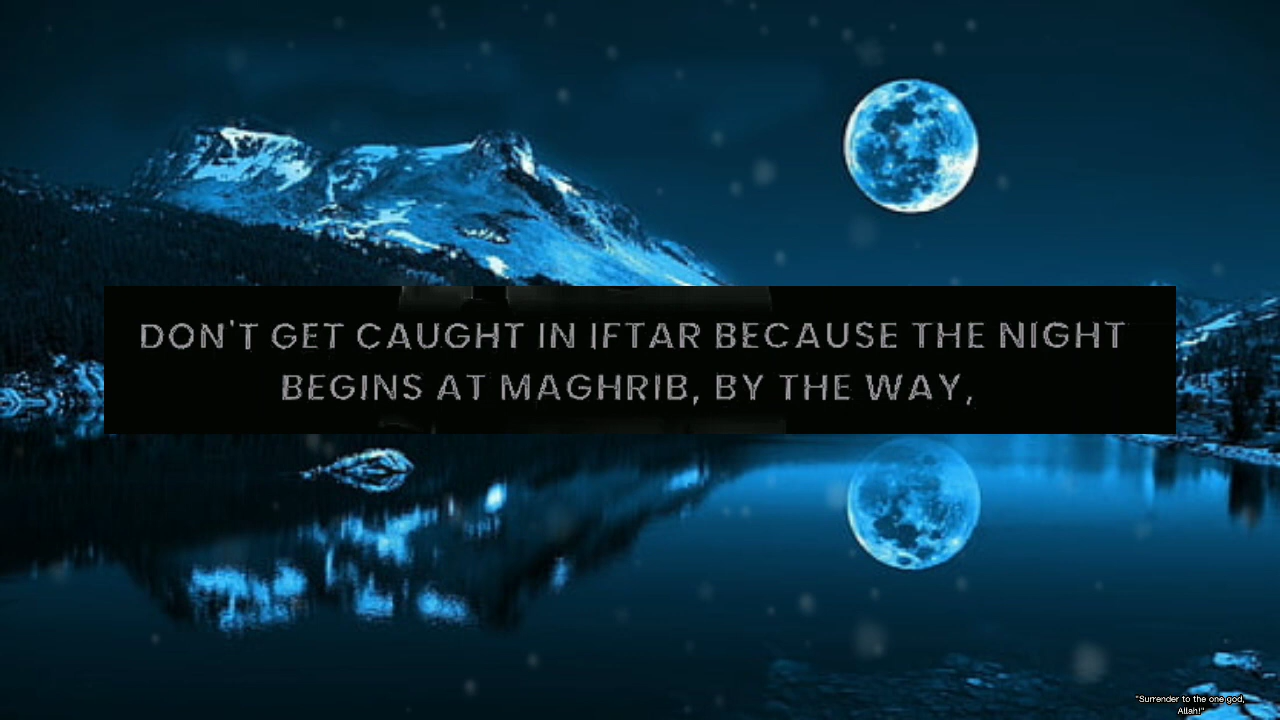 DON'T GET CAUGHT IN IFTAR BECAUSE THE NIGHT
BEGINS AT MAGHRIB, BY THE WAY,
"Surrender to the one god,
Allah!"